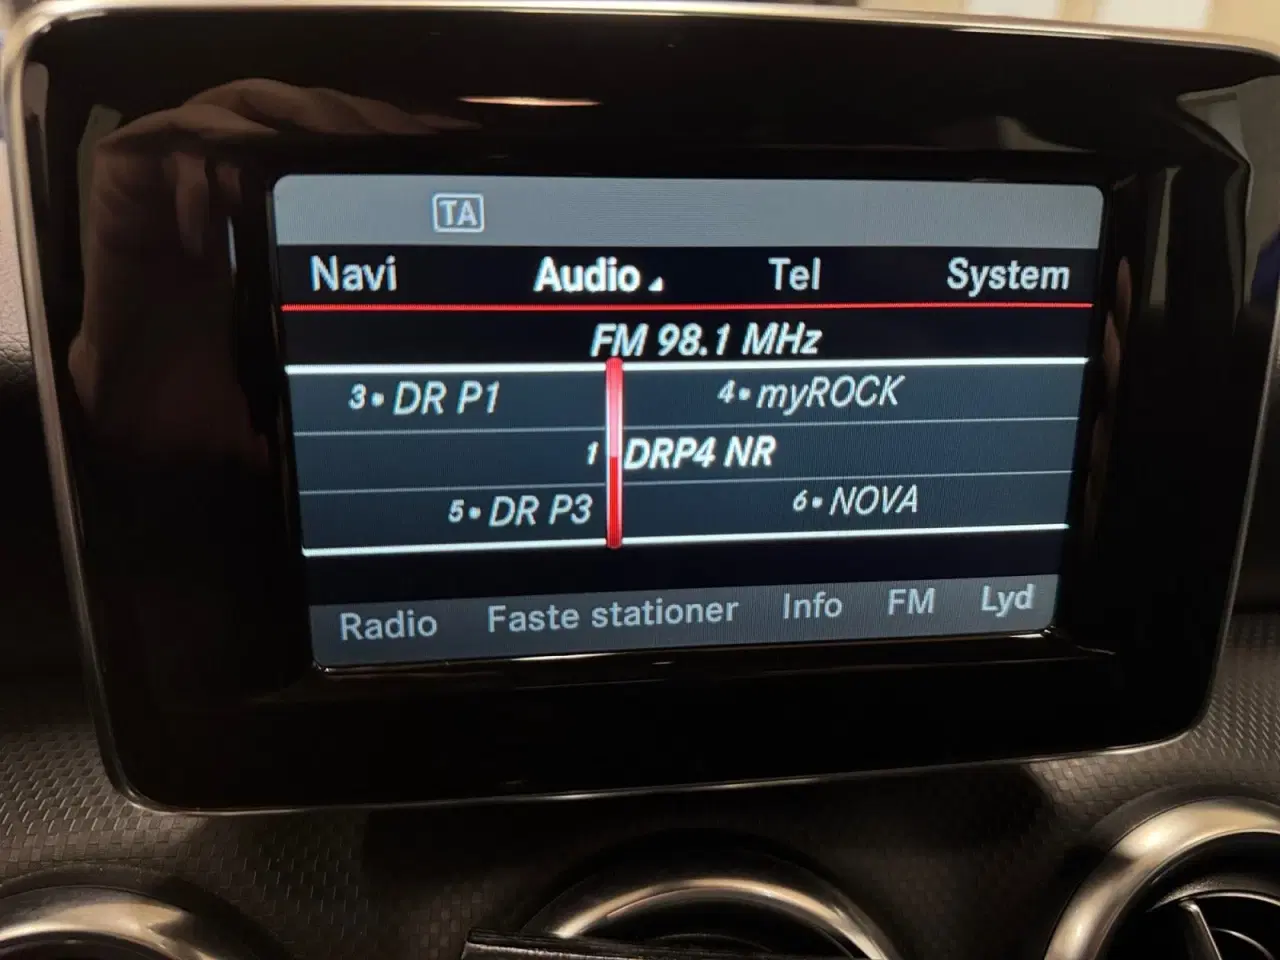 TA
Navi Audio Tel System
FM 98.1 MHz
3• DR P1 4• myROCK
1 DRP4 NR
5• DR P3 6• NOVA
Radio Faste stationer Info FM Lyd